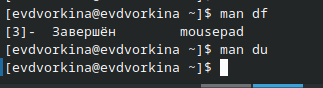 [evdvorkina@evdvorkina ~]$ man df
[3]-  Завершён        mousepad
[evdvorkina@evdvorkina ~]$ man du
[evdvorkina@evdvorkina ~]$